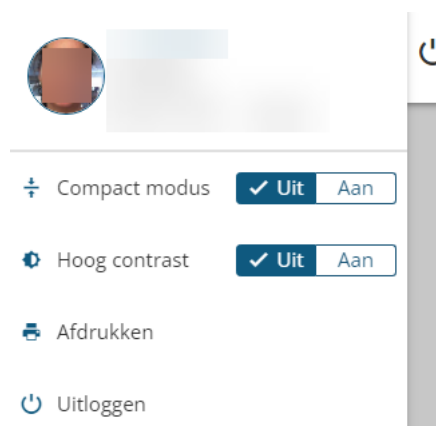 Compact modus Uit Aan
Hoog contrast Uit Aan
Afdrukken
Uitloggen